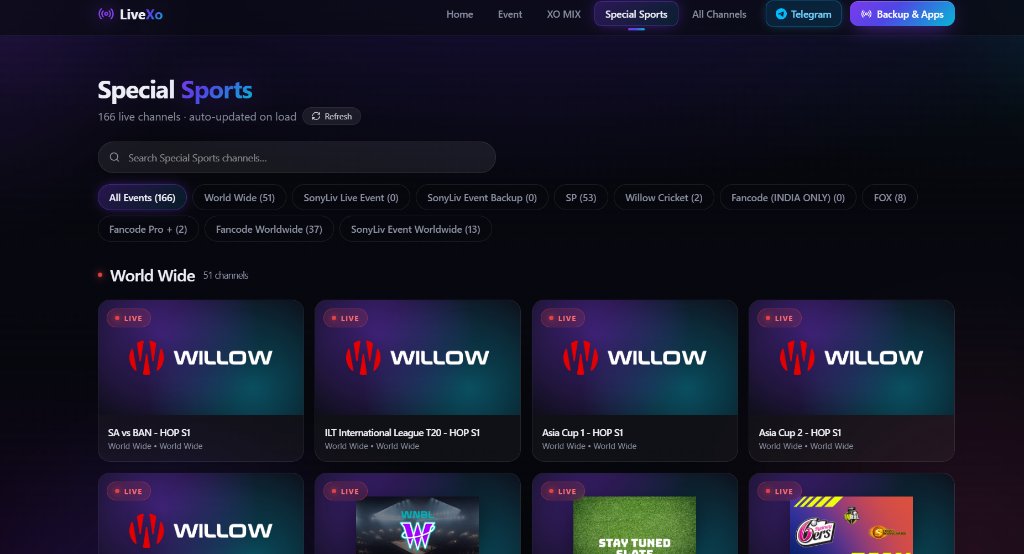 LiveXo
Home Event XO MIX Special Sports All Channels Telegram Backup & Apps
Special Sports
166 live channels · auto-updated on load Refresh
Search Special Sports channels...
All Events (166) World Wide (51) SonyLiv Live Event (0) SonyLiv Event Backup (0) SP (53) Willow Cricket (2) Fancode (INDIA ONLY) (0) FOX (8)
Fancode Pro + (2) Fancode Worldwide (37) SonyLiv Event Worldwide (13)
World Wide 51 channels
LIVE LIVE LIVE LIVE
WILLOW WILLOW WILLOW WILLOW
SA vs BAN - HOP S1 ILT International League T20 - HOP S1 Asia Cup 1 - HOP S1 Asia Cup 2 - HOP S1
World Wide • World Wide World Wide • World Wide World Wide • World Wide World Wide • World Wide
LIVE LIVE LIVE LIVE
WILLOW WNBL STAY TUNED 6ers
SLATE